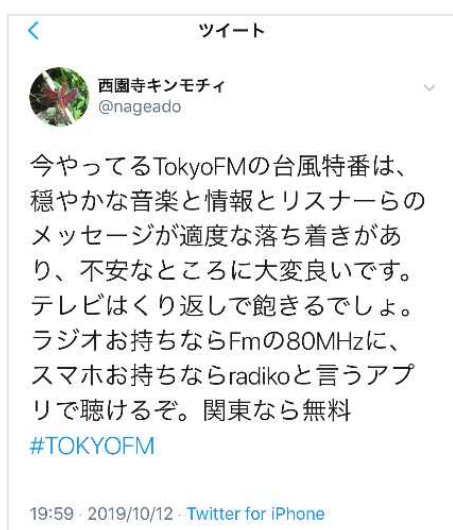 ツイート
西園寺キンモチィ
@nageado
今やってるTokyoFMの台風特番は、
穏やかな音楽と情報とリスナーらの
メッセージが適度な落ち着きがあ
り、不安なところに大変良いです。
テレビはくり返しで飽きるでしょ。
ラジオお持ちならFmの80MHzに、
スマホお持ちならradikoと言うアプ
リで聴けるぞ。関東なら無料
#TOKYOFM
19:59 · 2019/10/12 · Twitter for iPhone